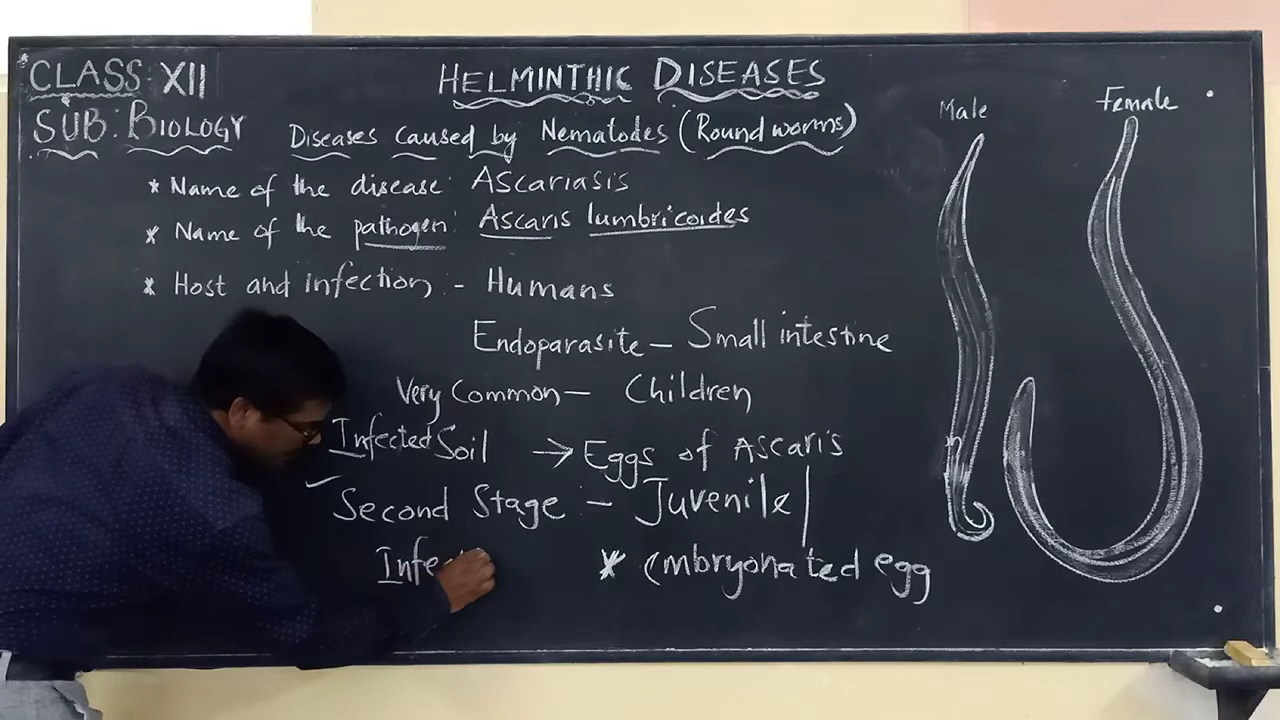 CLASS XII
HELMINTHIC DISEASES
SUB: BIOLOGY
Diseases caused by Nematodes (Round worms)
* Name of the disease: Ascariasis
* Name of the pathogen: Ascaris lumbricoides
* Host and infection: - Humans
Endoparasite - Small intestine
Very Common - Children
Infected Soil → Eggs of Ascaris
✓ Second Stage - Juvenile
* embryonated egg
Male
Female